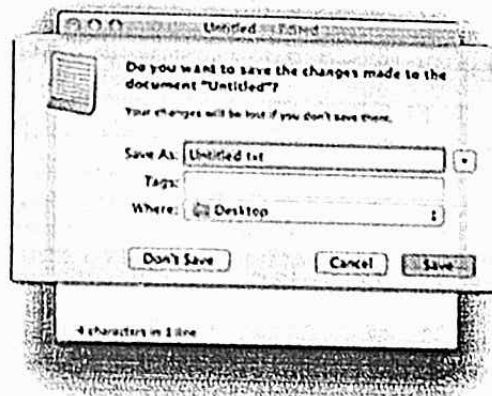 Untitled — Edited
Do you want to save the changes made to the
document "Untitled"?
Your changes will be lost if you don't save them.
Save As: Untitled.txt
Tags:
Where: Desktop
Don't Save Cancel Save
4 characters in 1 line